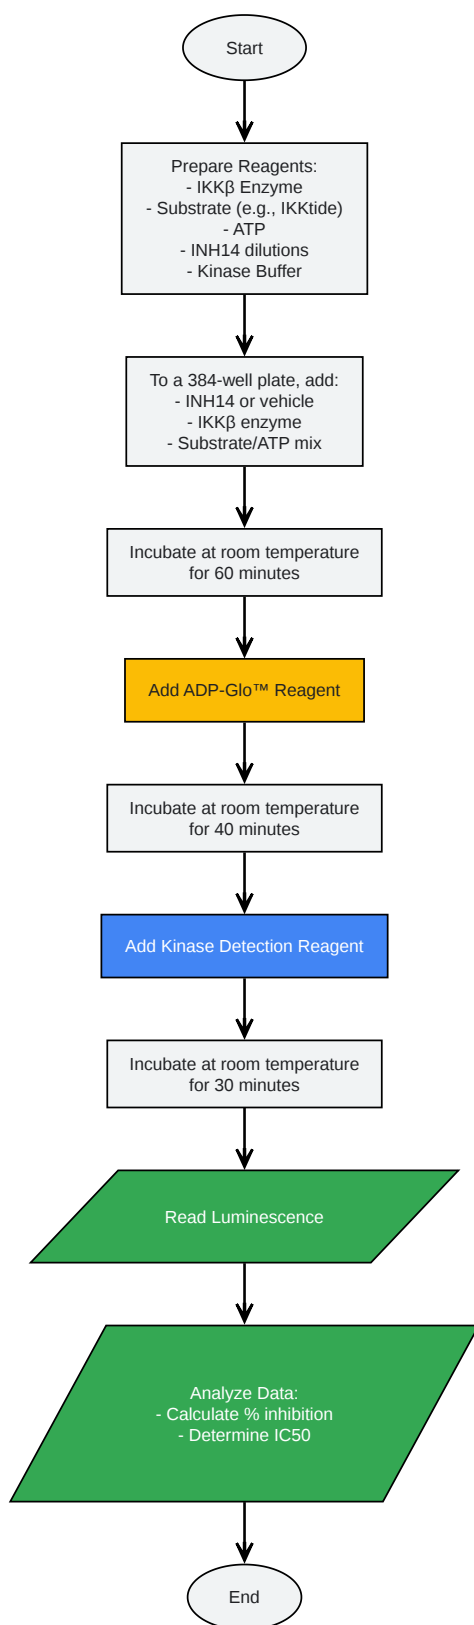 Start
Prepare Reagents:
- IKKβ Enzyme
- Substrate (e.g., IKKtide)
- ATP
- INH14 dilutions
- Kinase Buffer
To a 384-well plate, add:
- INH14 or vehicle
- IKKβ enzyme
- Substrate/ATP mix
Incubate at room temperature
for 60 minutes
Add ADP-Glo™ Reagent
Incubate at room temperature
for 40 minutes
Add Kinase Detection Reagent
Incubate at room temperature
for 30 minutes
Read Luminescence
Analyze Data:
- Calculate % inhibition
- Determine IC50
End